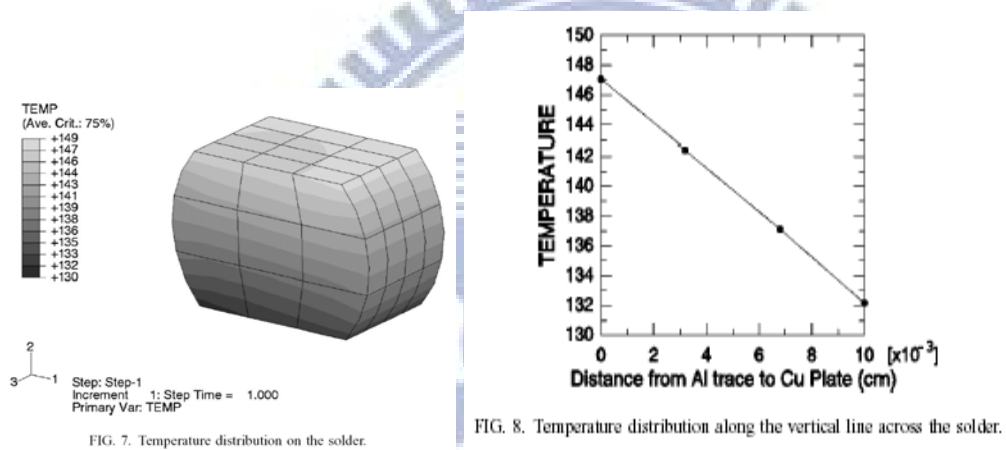 TEMP
(Ave. Crit.: 75%)
+149
+147
+146
+144
+143
+141
+139
+138
+136
+135
+133
+132
+130
2
3
1
Step: Step-1
Increment 1: Step Time = 1.000
Primary Var: TEMP
FIG. 7. Temperature distribution on the solder.
TEMPERATURE
150
148
146
144
142
140
138
136
134
132
130
0 2 4 6 8 10 [x10⁻³]
Distance from Al trace to Cu Plate (cm)
FIG. 8. Temperature distribution along the vertical line across the solder.